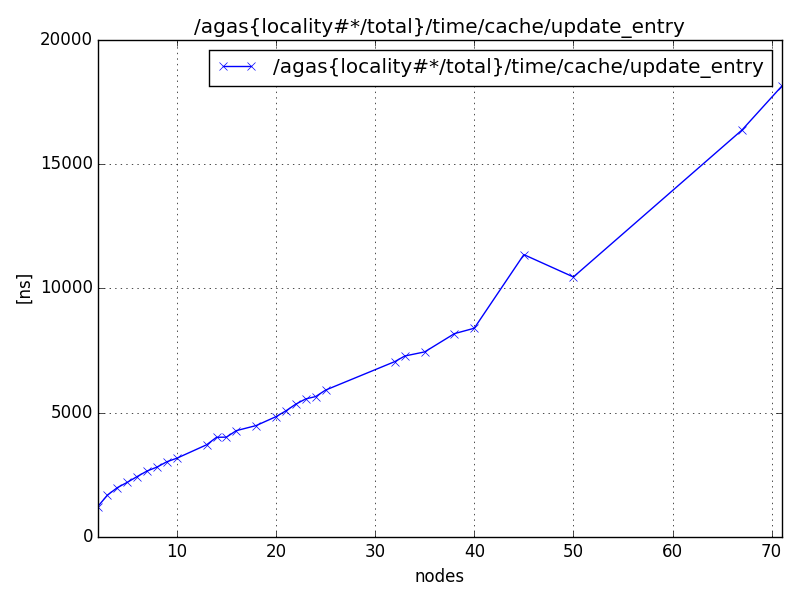 /agas{locality#*/total}/time/cache/update_entry
/agas{locality#*/total}/time/cache/update_entry
20000
15000
10000
5000
0
[ns]
10 20 30 40 50 60 70
nodes